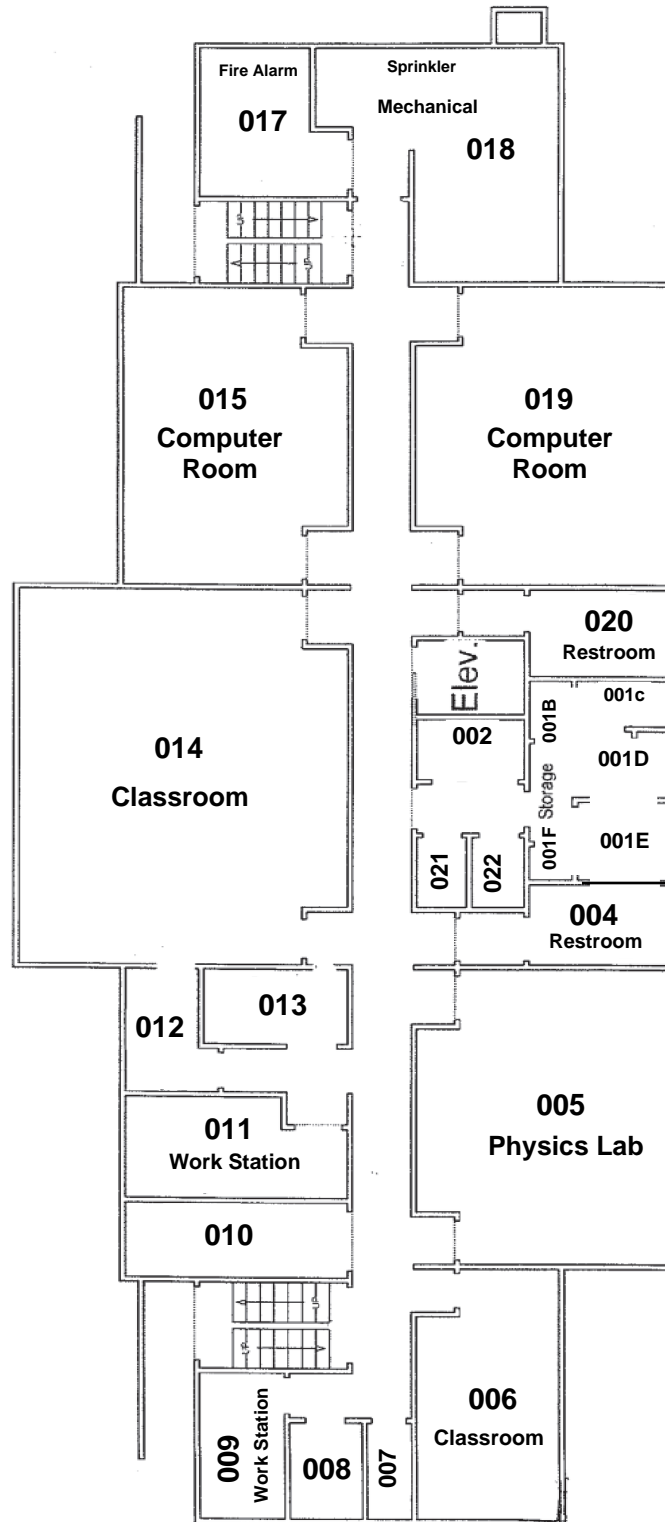 Fire Alarm
017
Sprinkler
Mechanical
018
UP
UP
015
Computer
Room
019
Computer
Room
020
Restroom
Elev.
001B
001c
002
014
Classroom
001D
Storage
001F
001E
021
022
004
Restroom
012
013
005
Physics Lab
011
Work Station
010
UP
UP
009
Work Station
008
007
006
Classroom